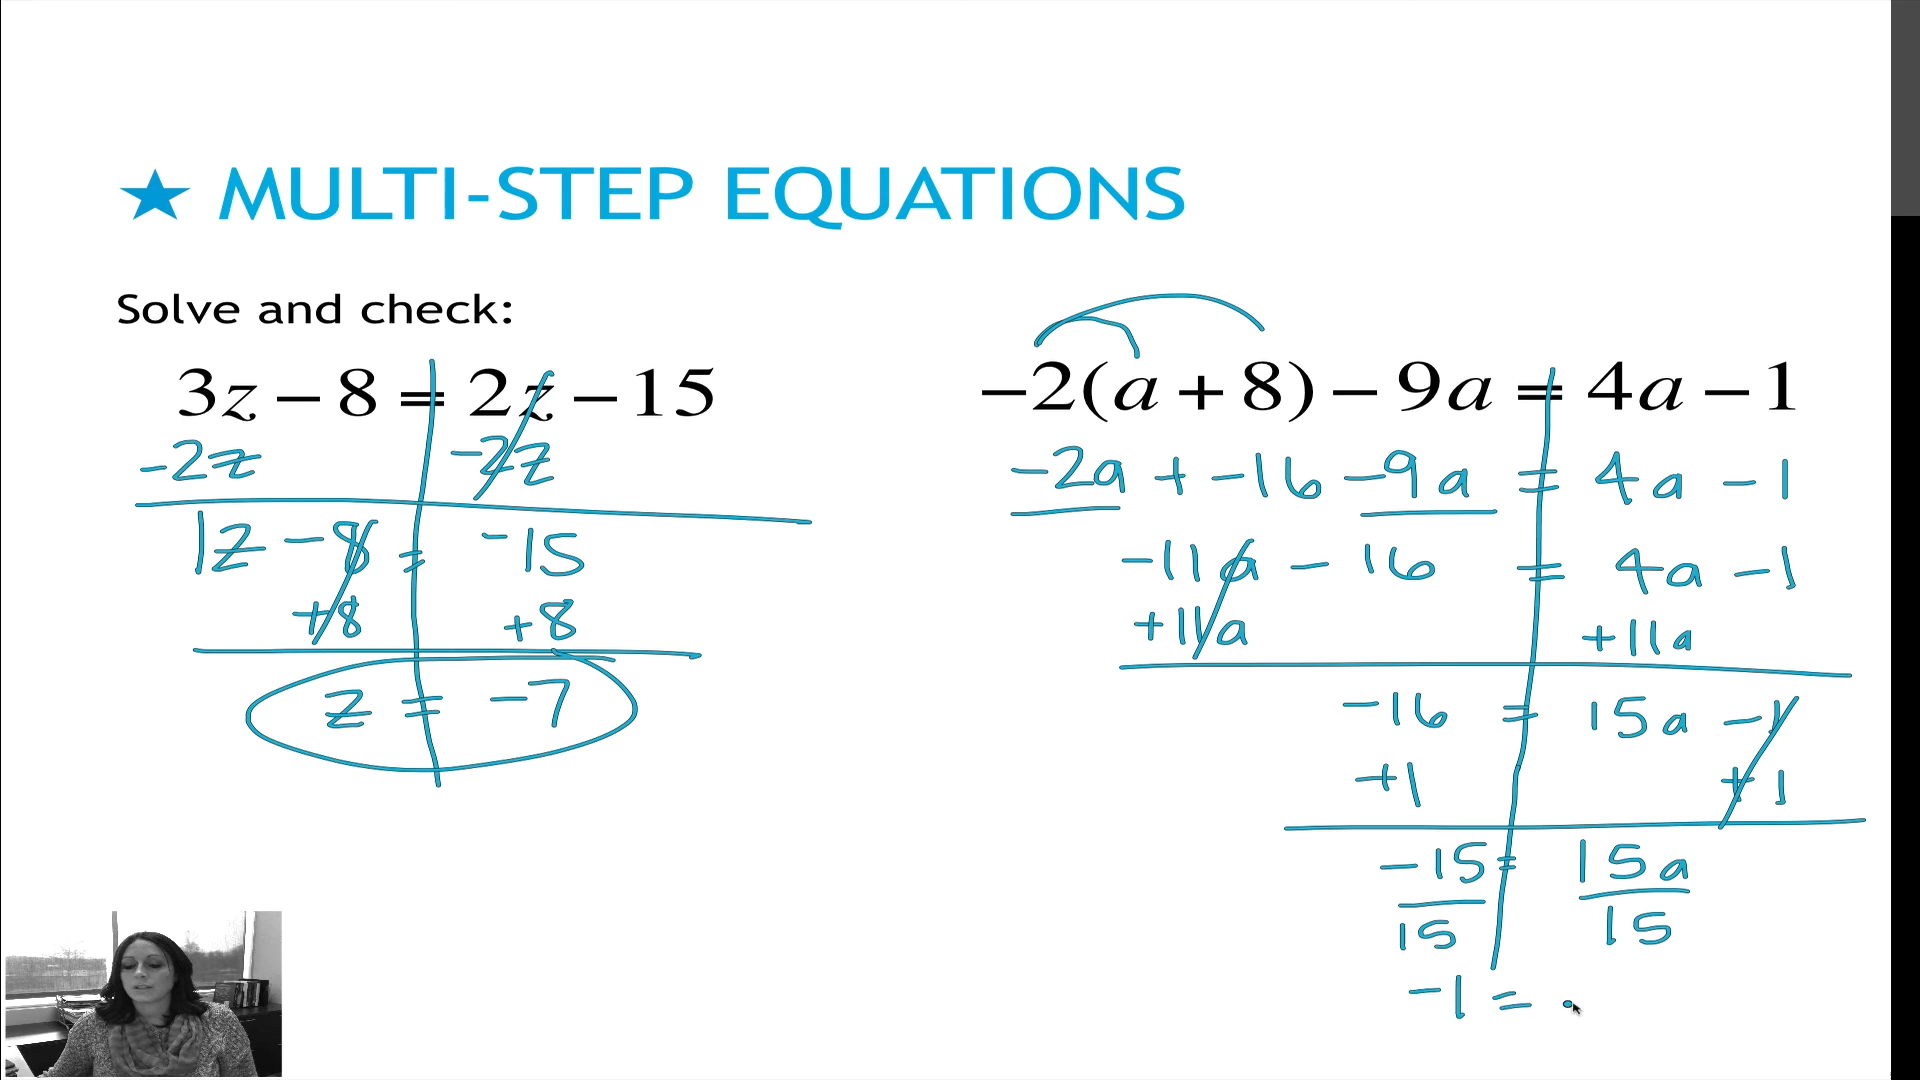 ★ MULTI-STEP EQUATIONS
Solve and check:
3z − 8 = 2z − 15
-2z -2z
1z - 8 = -15
+8 +8
z = -7
−2(a + 8) − 9a = 4a − 1
-2a + -16 -9a = 4a -1
-11a - 16 = 4a -1
+11a +11a
-16 = 15a -1
+1 +1
-15 = 15a
15 15
-1 =